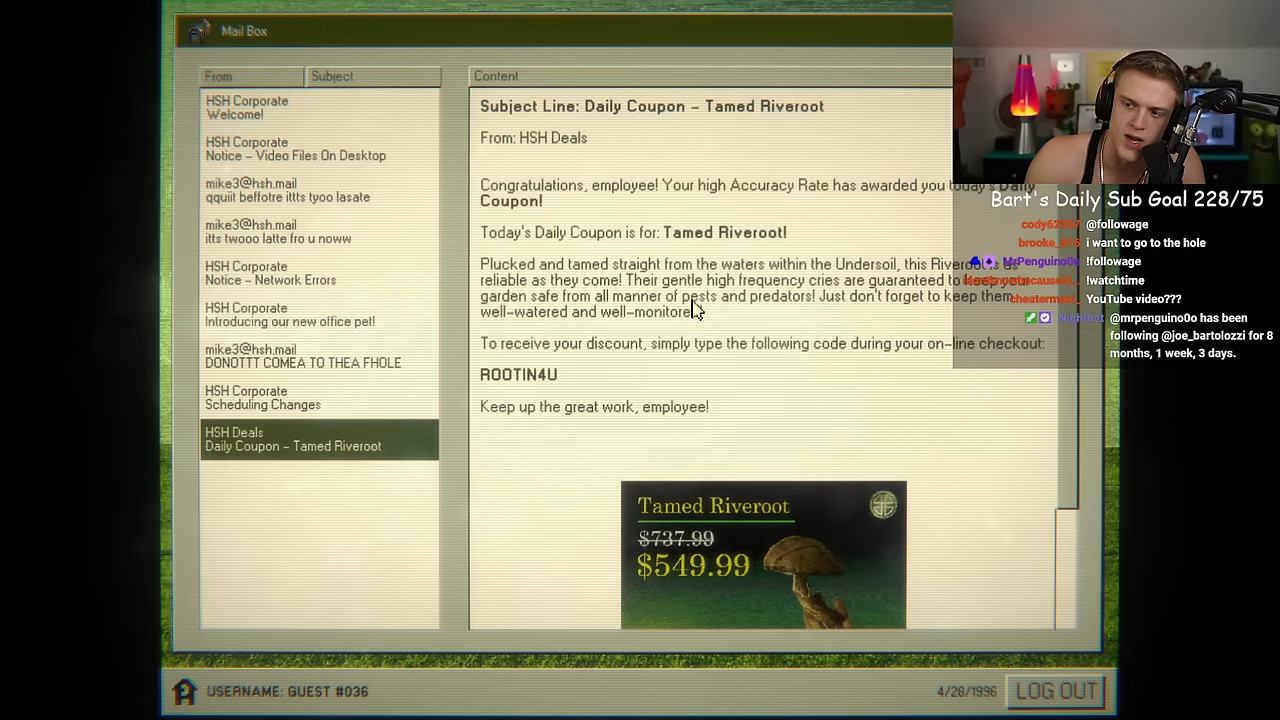 Mail Box
From
Subject
Content
HSH Corporate
Welcome!
HSH Corporate
Notice – Video Files On Desktop
mike3@hsh.mail
qquiit beffotre ittts tyoo lasate
mike3@hsh.mail
itts twooo latte fro u noww
HSH Corporate
Notice – Network Errors
HSH Corporate
Introducing our new office pet!
mike3@hsh.mail
DONOTTT COMEA TO THEA FHOLE
HSH Corporate
Scheduling Changes
HSH Deals
Daily Coupon – Tamed Riveroot
Subject Line: Daily Coupon – Tamed Riveroot
From: HSH Deals
Congratulations, employee! Your high Accuracy Rate has awarded you today's Daily
Coupon!
Today's Daily Coupon is for: Tamed Riveroot!
Plucked and tamed straight from the waters within the Undersoil, this Riveroot is as
reliable as they come! Their gentle high frequency cries are guaranteed to keep your
garden safe from all manner of pests and predators! Just don't forget to keep them
well-watered and well-monitore
To receive your discount, simply type the following code during your on-line checkout:
ROOTIN4U
Keep up the great work, employee!
Tamed Riveroot
$737.99
$549.99
USERNAME: GUEST #036
4/28/1996
LOG OUT
Bart's Daily Sub Goal 228/75
@followage
i want to go to the hole
MrPenguino0o !followage
!watchtime
YouTube video???
Nightbot @mrpenguino0o has been
following @joe_bartolozzi for 8
months, 1 week, 3 days.